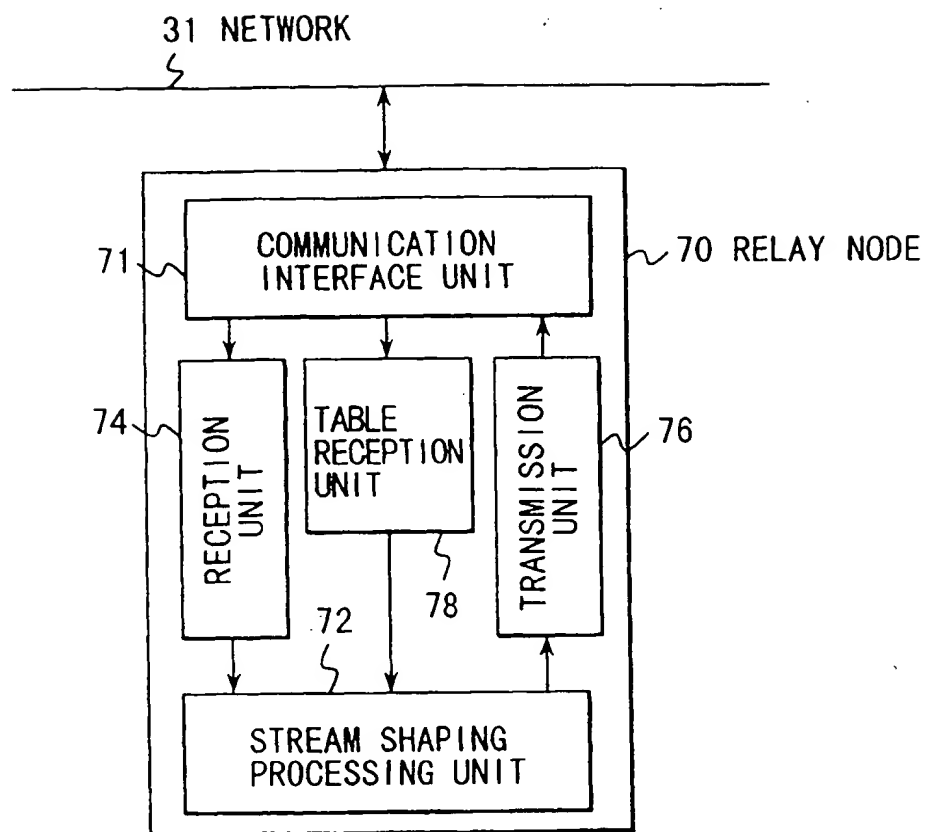 31 NETWORK
COMMUNICATION
INTERFACE UNIT
71
70 RELAY NODE
74
RECEPTION
UNIT
TABLE
RECEPTION
UNIT
78
TRANSMISSION
UNIT
76
72
STREAM SHAPING
PROCESSING UNIT